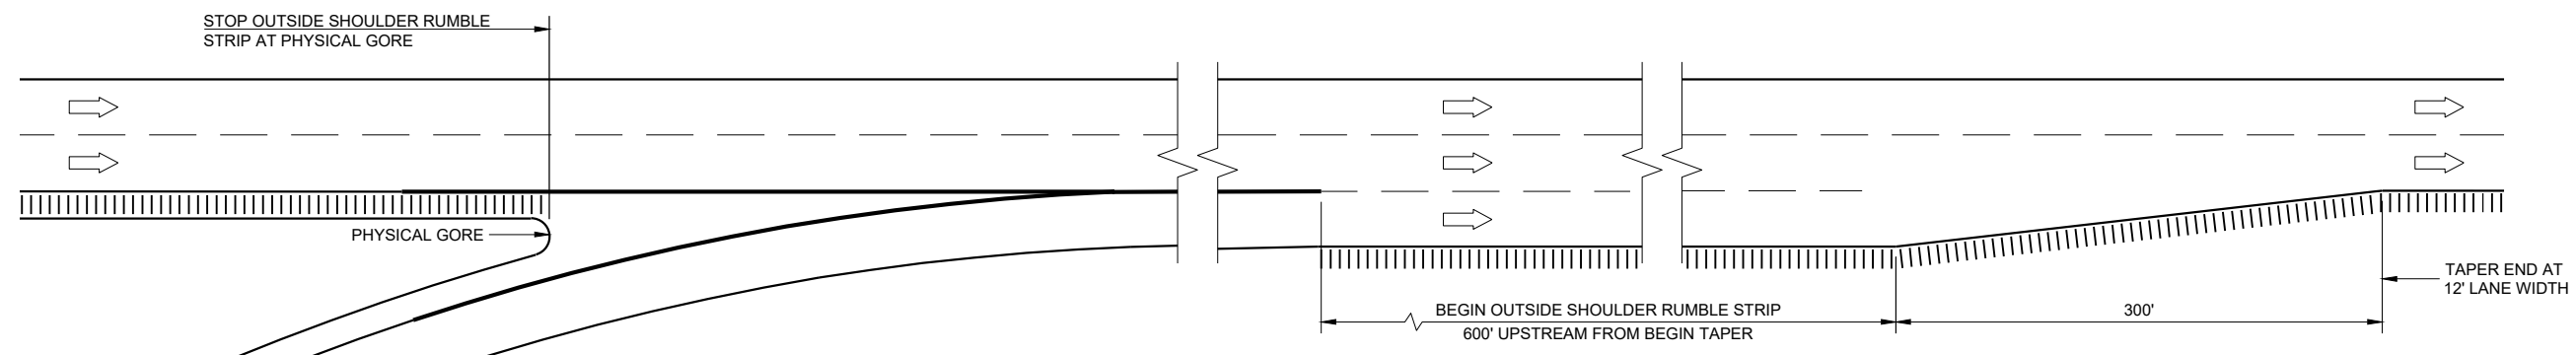 STOP OUTSIDE SHOULDER RUMBLE
STRIP AT PHYSICAL GORE
PHYSICAL GORE
BEGIN OUTSIDE SHOULDER RUMBLE STRIP
600' UPSTREAM FROM BEGIN TAPER
300'
TAPER END AT
12' LANE WIDTH